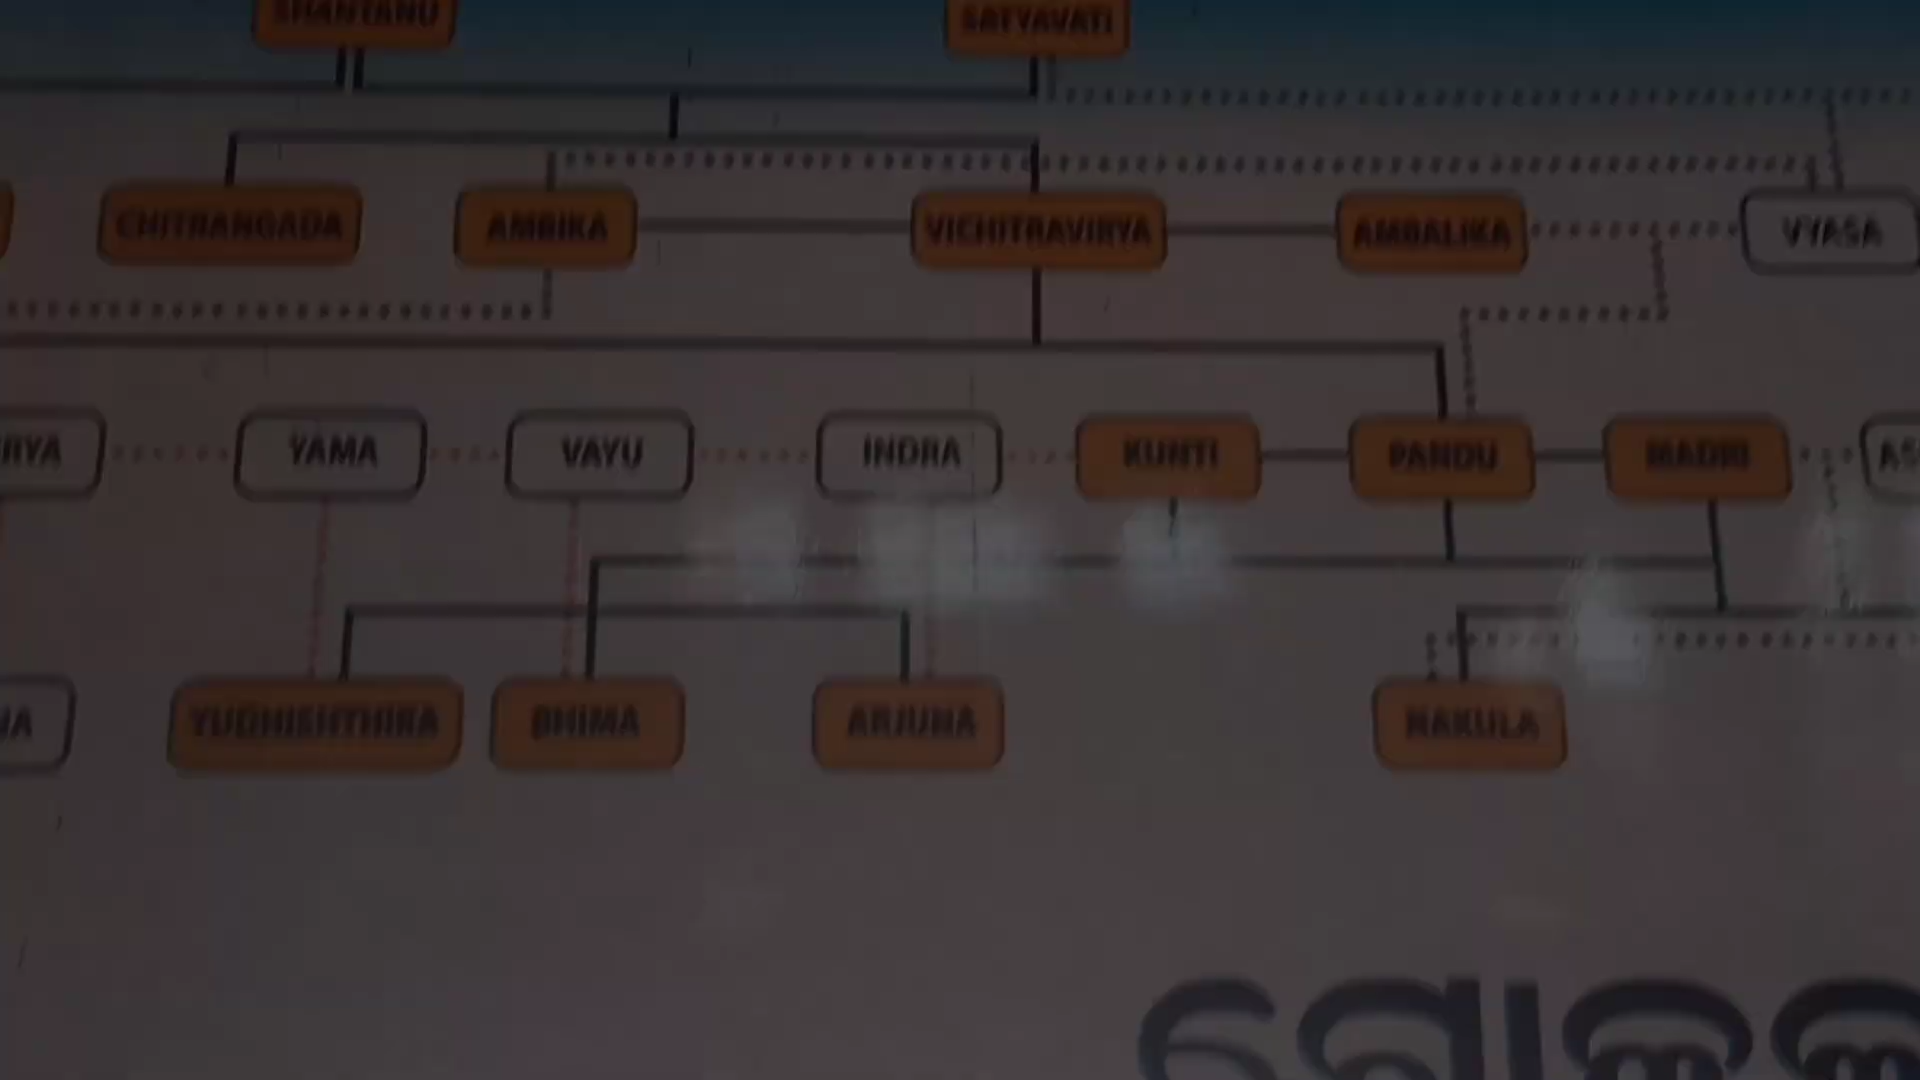 SHANTANU SATYAVATI
CHITRANGADA AMBIKA VICHITRAVIRYA AMBALIKA VYASA
YAMA VAYU INDRA KUNTI PANDU MADRI
YUDHISHTHIRA BHIMA ARJUNA NAKULA